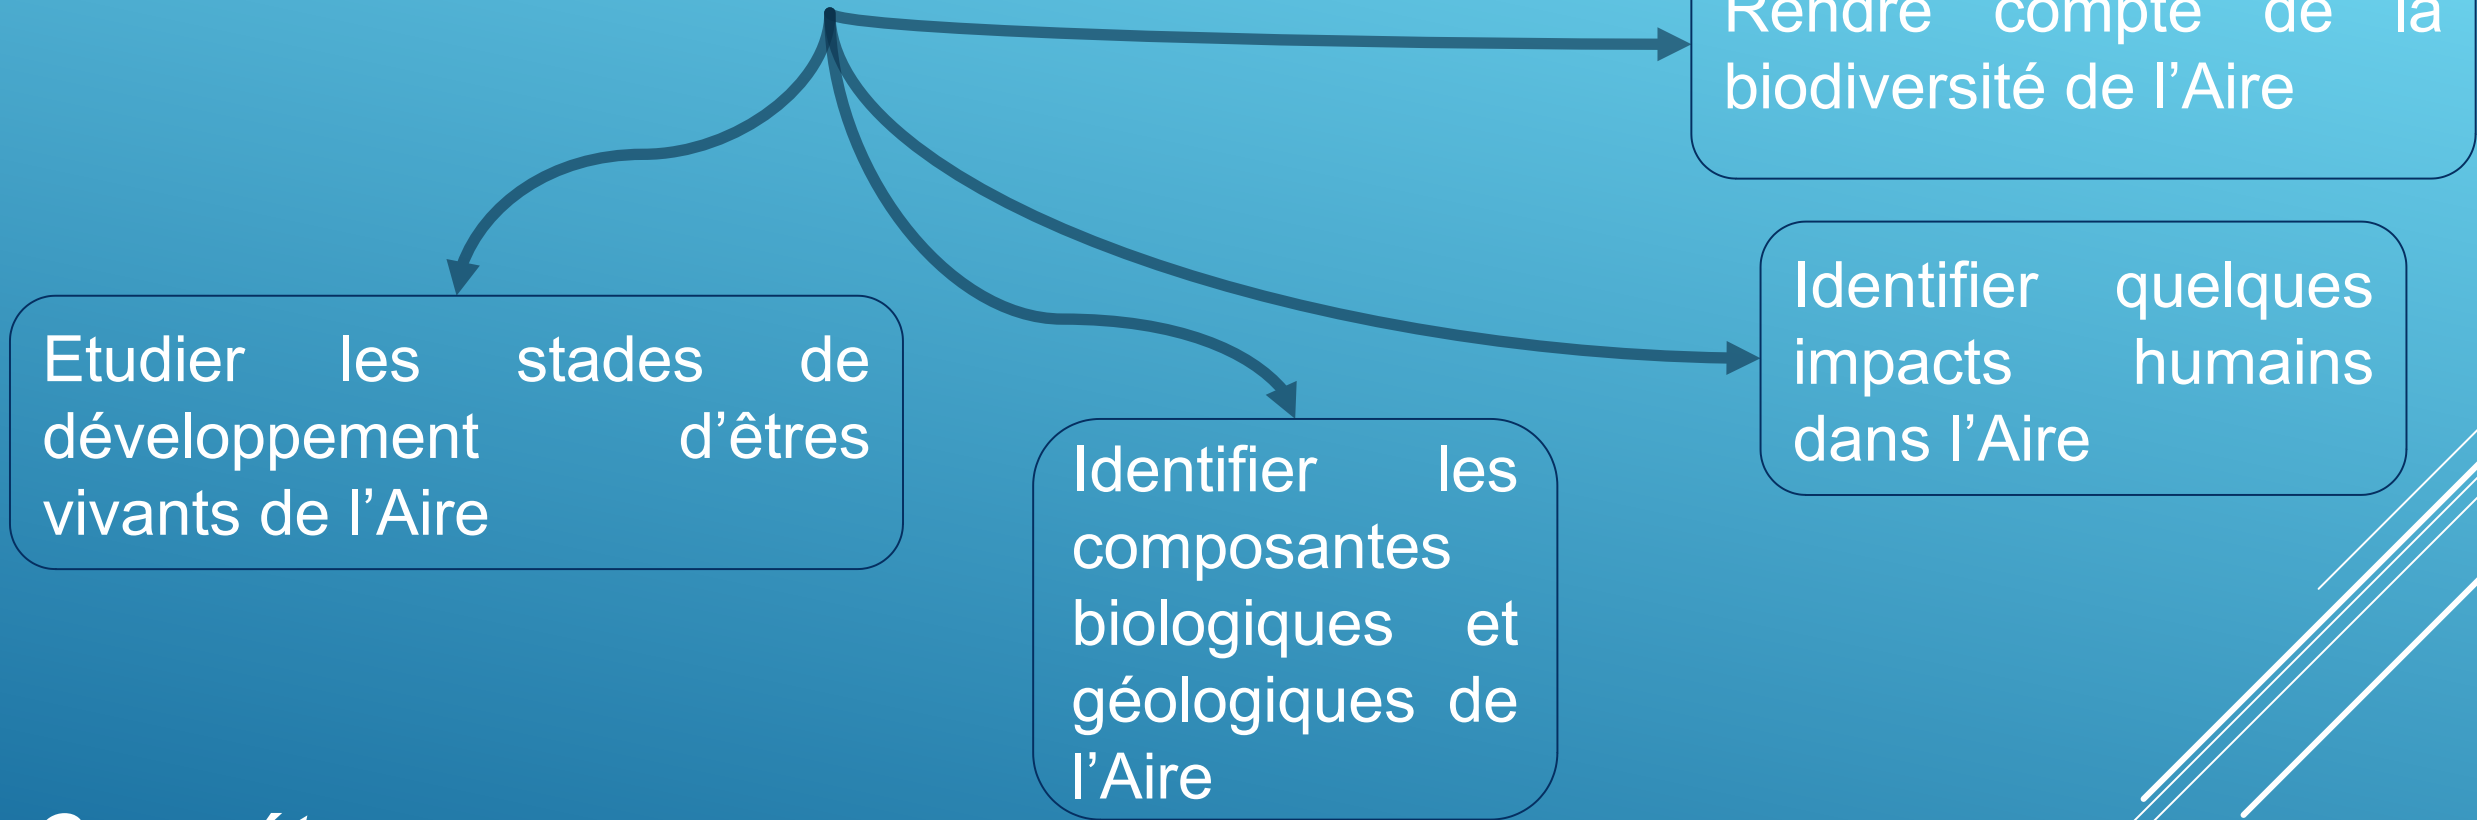 Rendre compte de la
biodiversité de l’Aire
Identifier quelques
impacts humains
dans l’Aire
Etudier les stades de
développement d’êtres
vivants de l’Aire
Identifier les
composantes
biologiques et
géologiques de
l’Aire